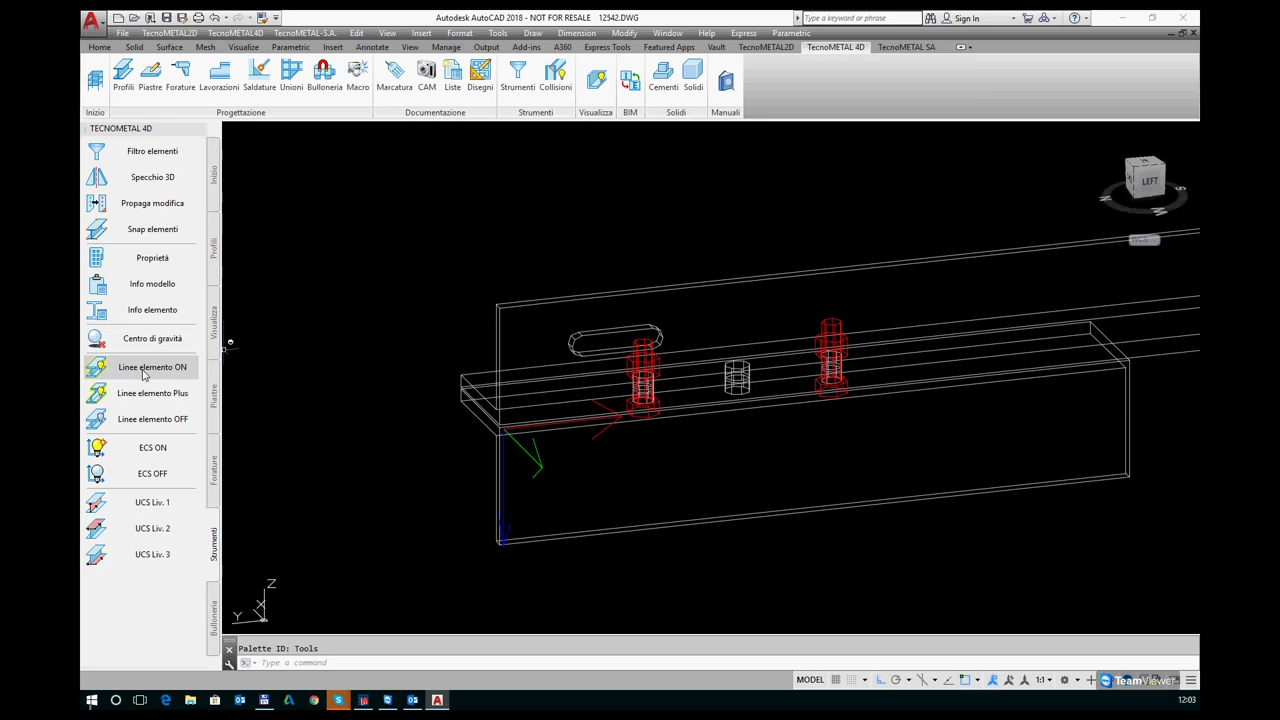 Autodesk AutoCAD 2018 - NOT FOR RESALE 12542.DWG
Type a keyword or phrase
Sign In
File TecnoMETAL2D TecnoMETAL4D TecnoMETAL-S.A. Edit View Insert Format Tools Draw Dimension Modify Window Help Express Parametric
Home Solid Surface Mesh Visualize Parametric Insert Annotate View Manage Output Add-ins A360 Express Tools Featured Apps Vault TecnoMETAL2D TecnoMETAL 4D TecnoMETAL SA
Profili Piastre Forature Lavorazioni Saldature Unioni Bulloneria Macro Marcatura CAM Liste Disegni Strumenti Collisioni Cementi Solidi
Inizio Progettazione Documentazione Strumenti Visualizza BIM Solidi Manuali
TECNOMETAL 4D
Filtro elementi
Specchio 3D
Propaga modifica
Snap elementi
Proprietà
Info modello
Info elemento
Centro di gravità
Linee elemento ON
Linee elemento Plus
Linee elemento OFF
ECS ON
ECS OFF
UCS Liv. 1
UCS Liv. 2
UCS Liv. 3
Inizio
Profili
Visualizza
Piastre
Forature
Strumenti
Bulloneria
LEFT
N
S
Z
X
Y
Palette ID: Tools
Type a command
MODEL
1:1
TeamViewer
12:03